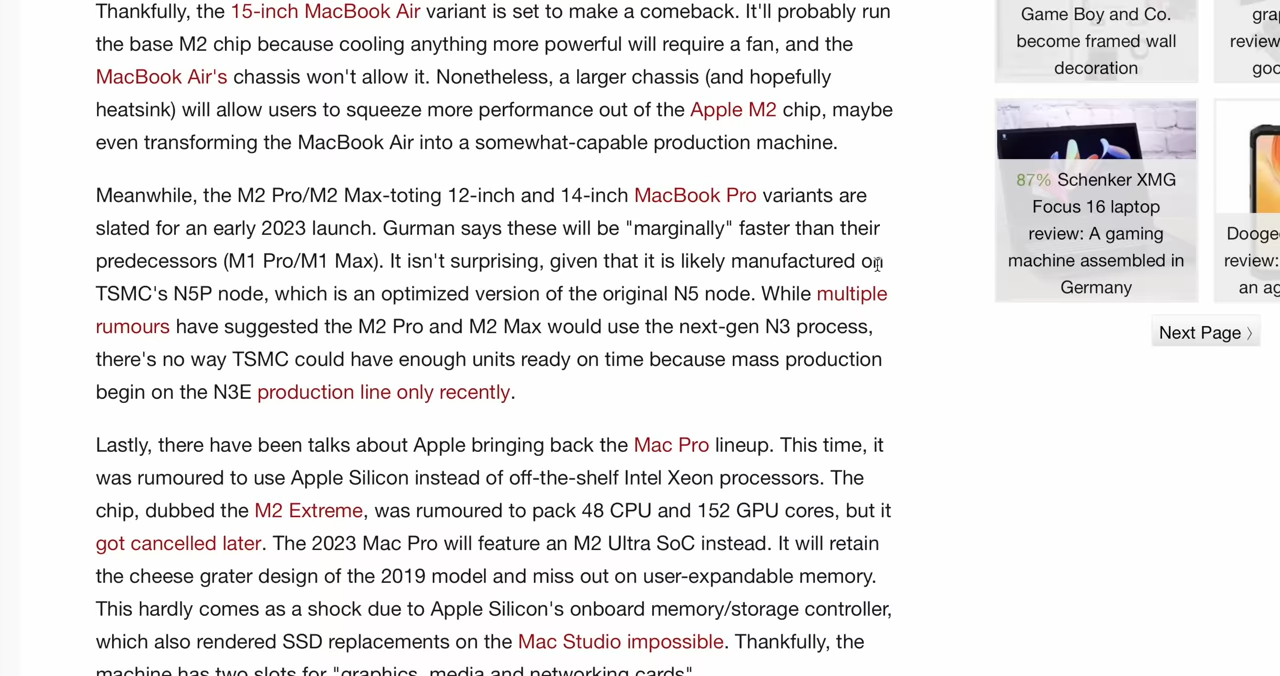 Thankfully, the 15-inch MacBook Air variant is set to make a comeback. It'll probably run
the base M2 chip because cooling anything more powerful will require a fan, and the
MacBook Air's chassis won't allow it. Nonetheless, a larger chassis (and hopefully
heatsink) will allow users to squeeze more performance out of the Apple M2 chip, maybe
even transforming the MacBook Air into a somewhat-capable production machine.
Meanwhile, the M2 Pro/M2 Max-toting 12-inch and 14-inch MacBook Pro variants are
slated for an early 2023 launch. Gurman says these will be "marginally" faster than their
predecessors (M1 Pro/M1 Max). It isn't surprising, given that it is likely manufactured on
TSMC's N5P node, which is an optimized version of the original N5 node. While multiple
rumours have suggested the M2 Pro and M2 Max would use the next-gen N3 process,
there's no way TSMC could have enough units ready on time because mass production
begin on the N3E production line only recently.
Lastly, there have been talks about Apple bringing back the Mac Pro lineup. This time, it
was rumoured to use Apple Silicon instead of off-the-shelf Intel Xeon processors. The
chip, dubbed the M2 Extreme, was rumoured to pack 48 CPU and 152 GPU cores, but it
got cancelled later. The 2023 Mac Pro will feature an M2 Ultra SoC instead. It will retain
the cheese grater design of the 2019 model and miss out on user-expandable memory.
This hardly comes as a shock due to Apple Silicon's onboard memory/storage controller,
which also rendered SSD replacements on the Mac Studio impossible. Thankfully, the
machine has two slots for "graphics, media and networking cards".
Game Boy and Co.
become framed wall
decoration
87% Schenker XMG
Focus 16 laptop
review: A gaming
machine assembled in
Germany
review:
an
Next Page 〉